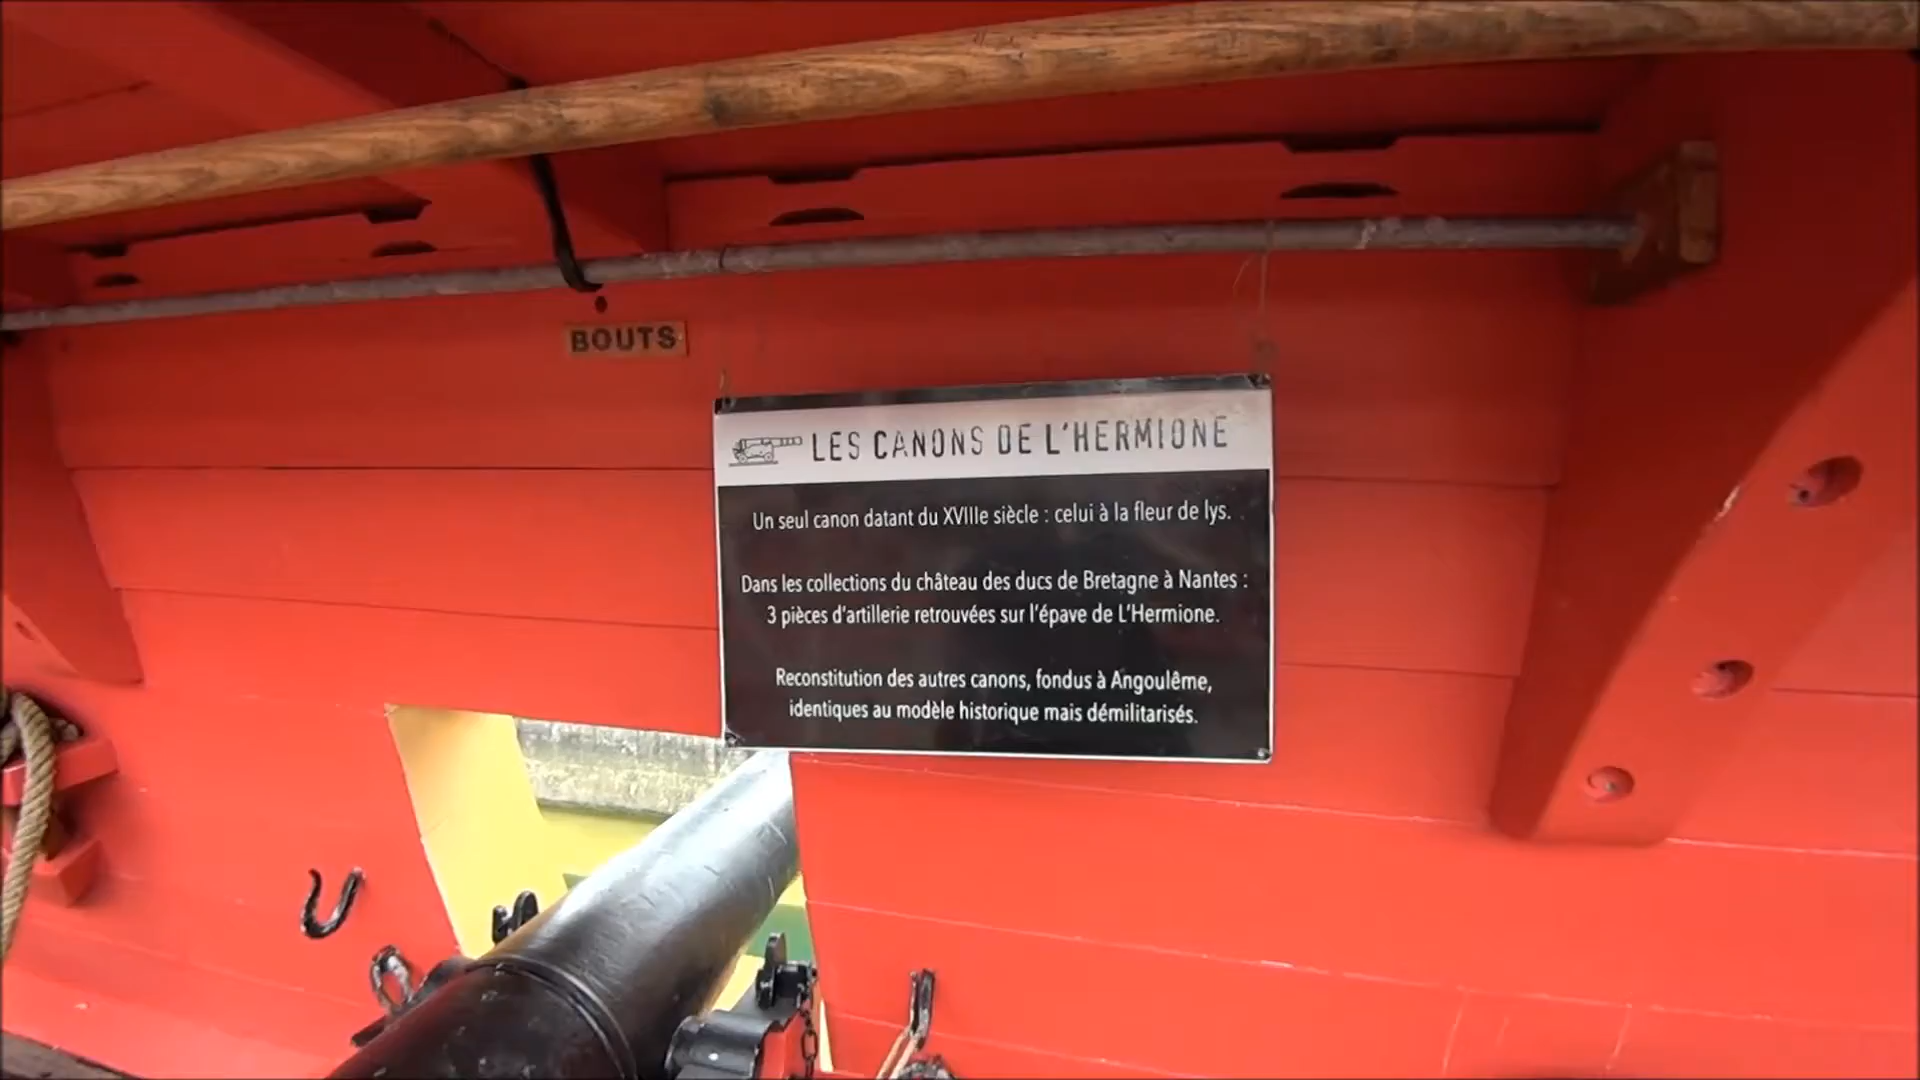 BOUTS
LES CANONS DE L'HERMIONE
Un seul canon datant du XVIIIe siècle : celui à la fleur de lys.
Dans les collections du château des ducs de Bretagne à Nantes :
3 pièces d'artillerie retrouvées sur l'épave de L'Hermione.
Reconstitution des autres canons, fondus à Angoulême,
identiques au modèle historique mais démilitarisés.